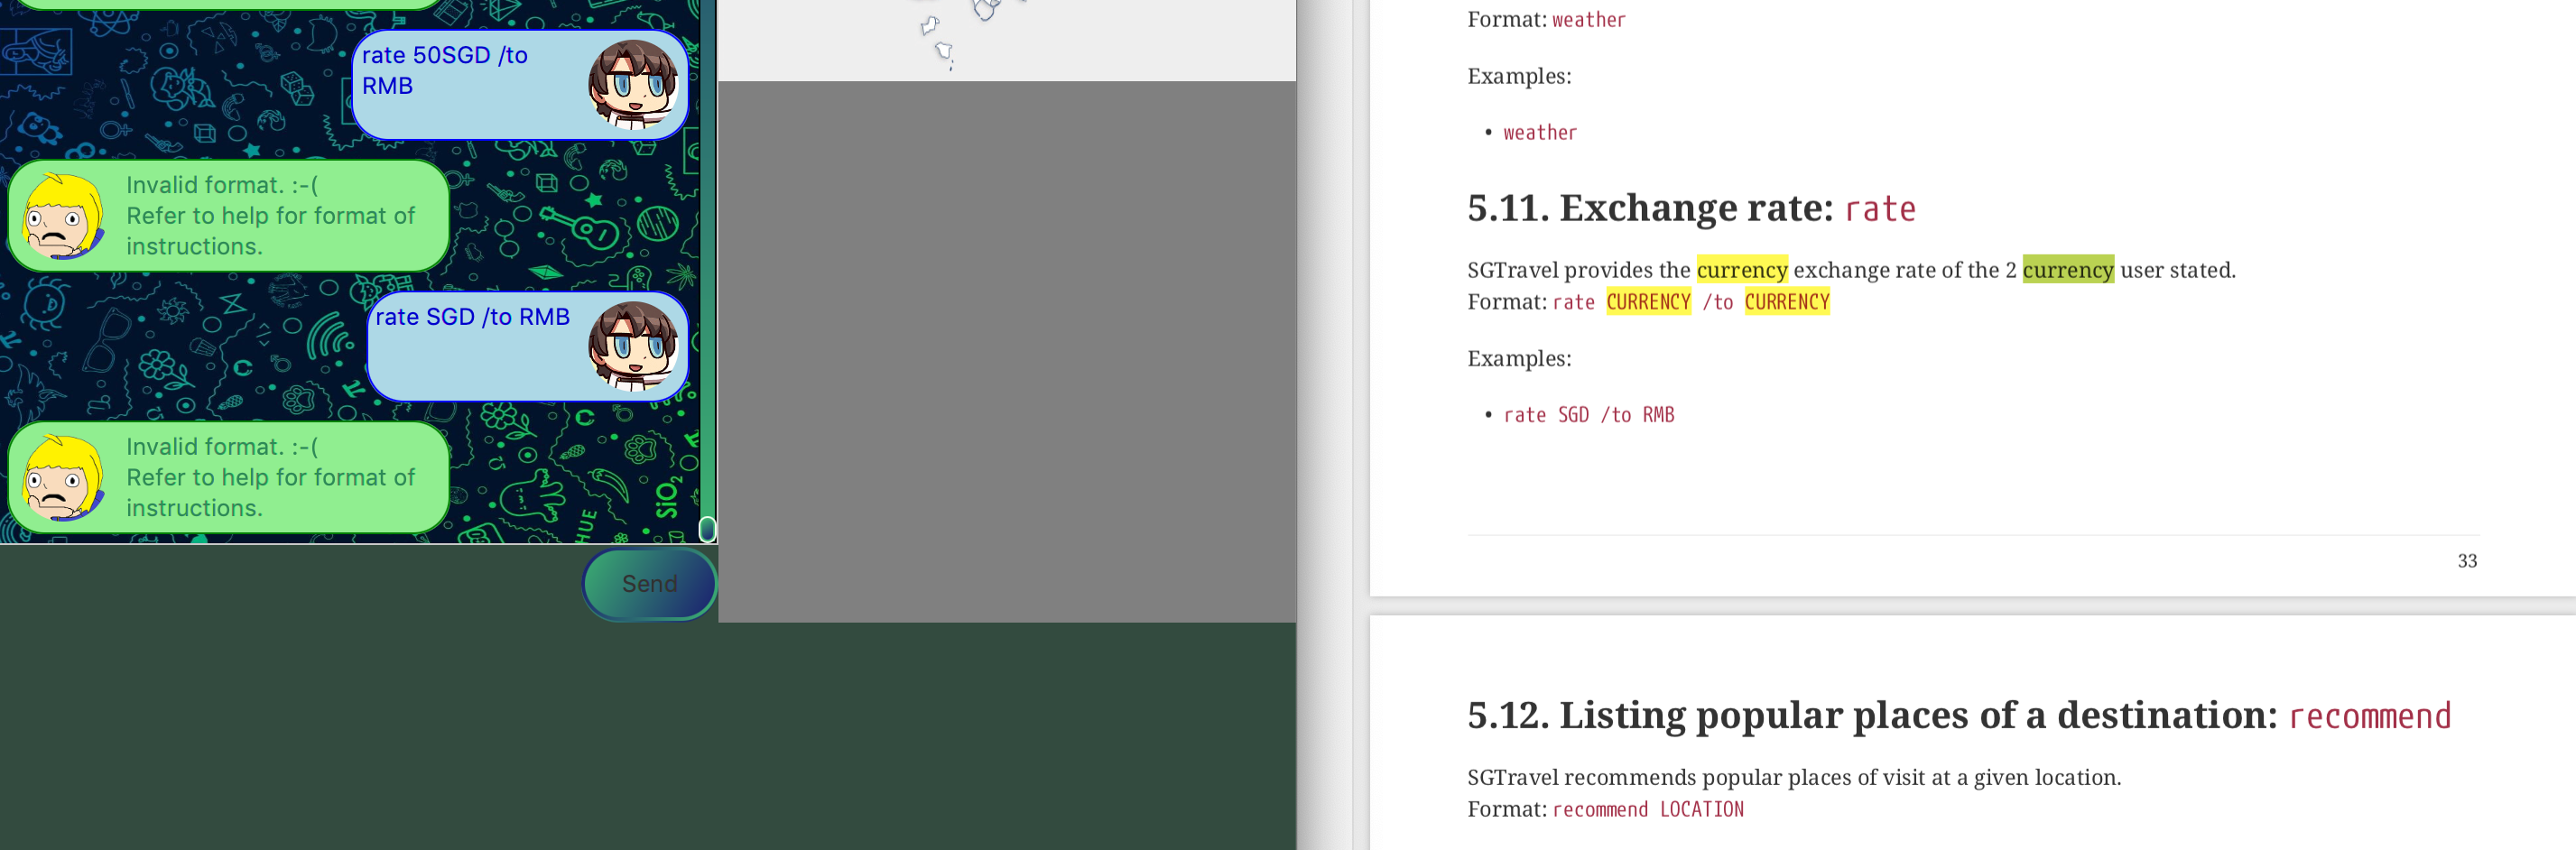 rate 50SGD /to
RMB
Invalid format. :-(
Refer to help for format of
instructions.
rate SGD /to RMB
Invalid format. :-(
Refer to help for format of
instructions.
SiO2
HUE
Send
Format: weather
Examples:
• weather
5.11. Exchange rate: rate
SGTravel provides the currency exchange rate of the 2 currency user stated.
Format: rate CURRENCY /to CURRENCY
Examples:
• rate SGD /to RMB
33
5.12. Listing popular places of a destination: recommend
SGTravel recommends popular places of visit at a given location.
Format: recommend LOCATION